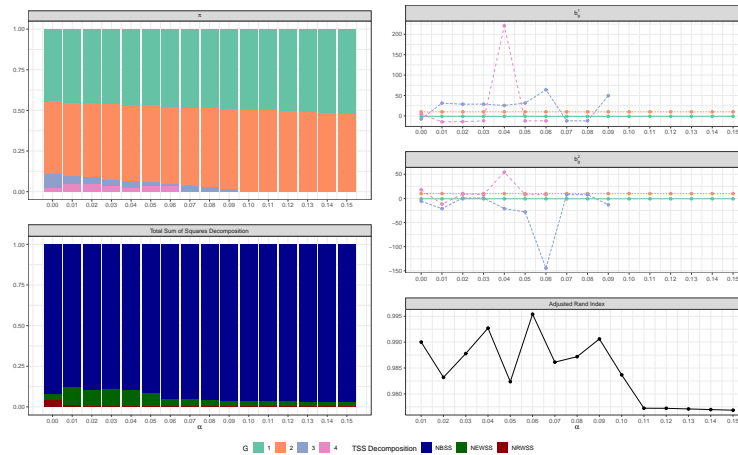 π
1.00
0.75
0.50
0.25
0.00
0.00 0.01 0.02 0.03 0.04 0.05 0.06 0.07 0.08 0.09 0.10 0.11 0.12 0.13 0.14 0.15
Total Sum of Squares Decomposition
1.00
0.75
0.50
0.25
0.00
0.00 0.01 0.02 0.03 0.04 0.05 0.06 0.07 0.08 0.09 0.10 0.11 0.12 0.13 0.14 0.15
α
200
150
100
50
0
0.00 0.01 0.02 0.03 0.04 0.05 0.06 0.07 0.08 0.09 0.10 0.11 0.12 0.13 0.14 0.15
50
0
−50
−100
−150
0.00 0.01 0.02 0.03 0.04 0.05 0.06 0.07 0.08 0.09 0.10 0.11 0.12 0.13 0.14 0.15
Adjusted Rand Index
0.995
0.990
0.985
0.980
0.01 0.02 0.03 0.04 0.05 0.06 0.07 0.08 0.09 0.10 0.11 0.12 0.13 0.14 0.15
α
G 1 2 3 4 TSS Decomposition NBSS NEWSS NRWSS